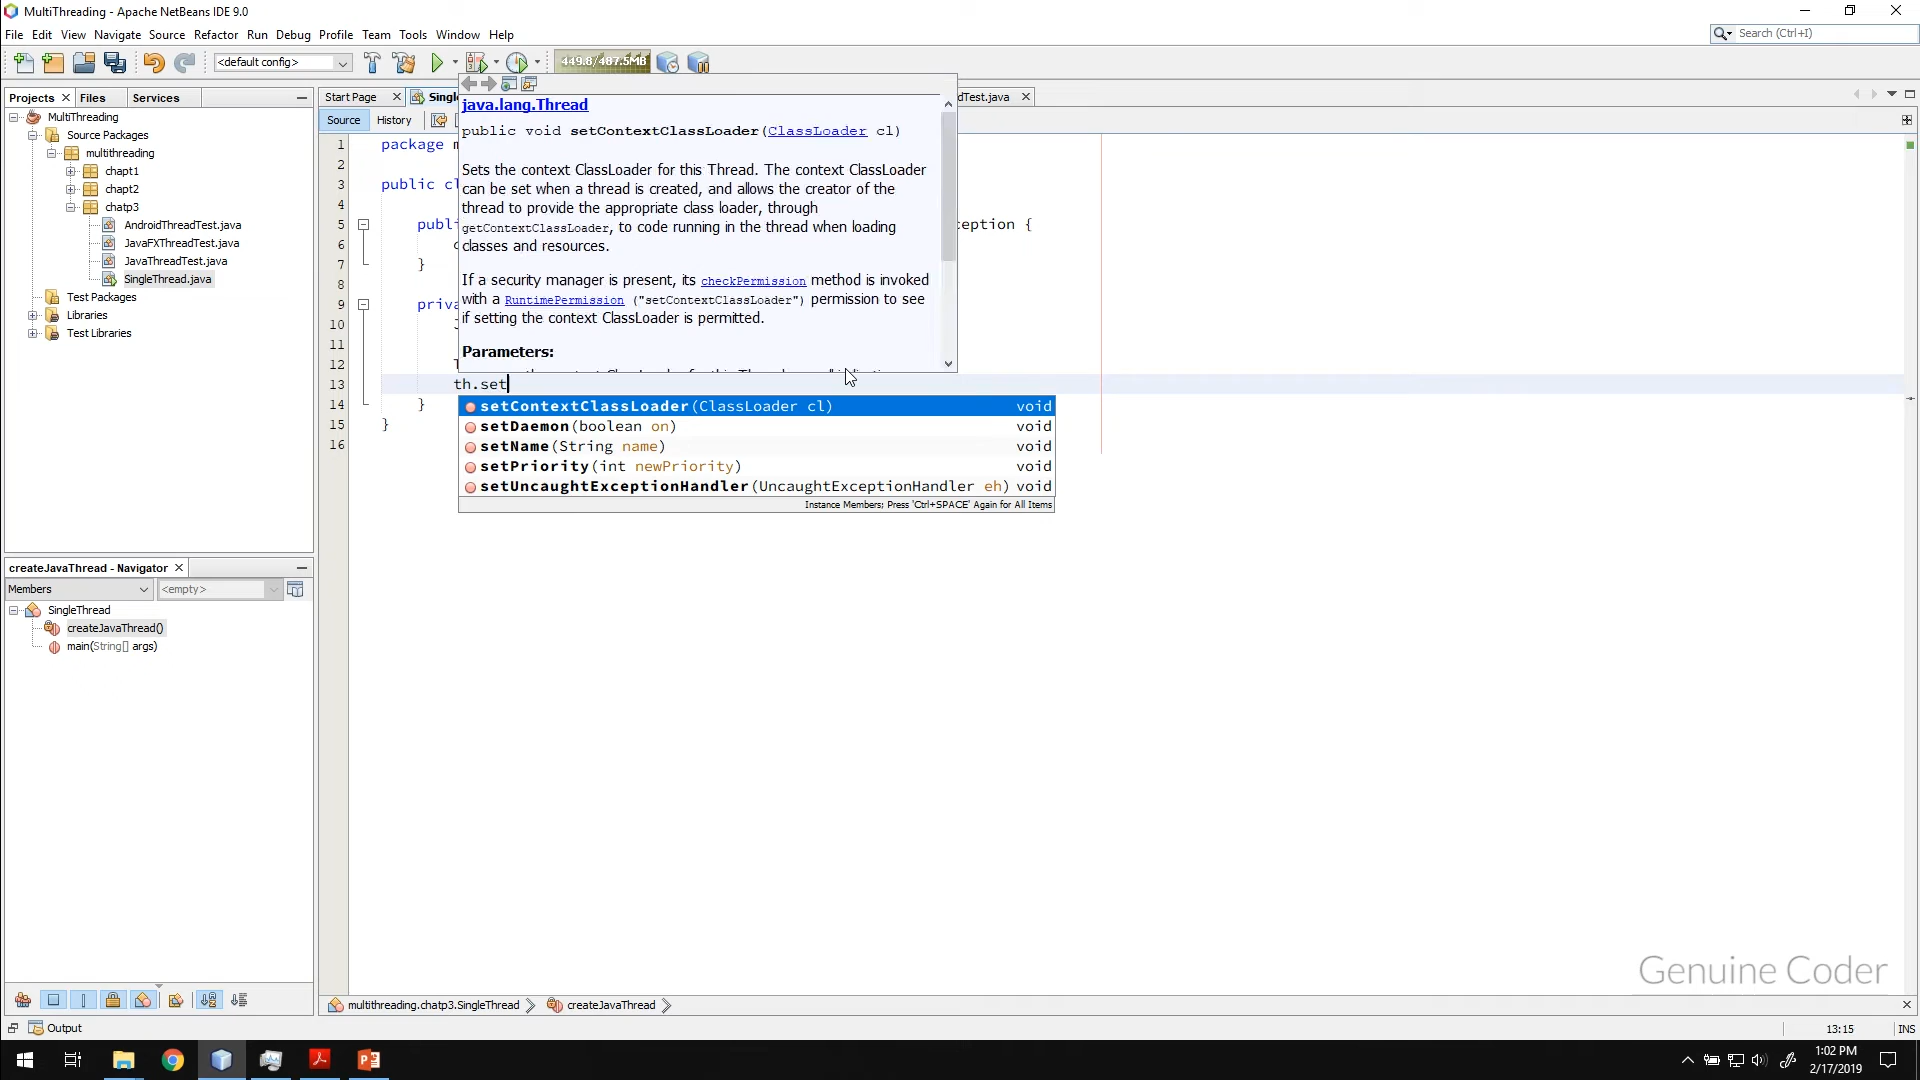 MultiThreading - Apache NetBeans IDE 9.0
File Edit View Navigate Source Refactor Run Debug Profile Team Tools Window Help
Search (Ctrl+I)
<default config>
449.8/487.5MB
Projects Files Services
Start Page
dTest.java
Source History
MultiThreading
Source Packages
multithreading
chapt1
chapt2
chatp3
AndroidThreadTest.java
JavaFXThreadTest.java
JavaThreadTest.java
SingleThread.java
Test Packages
Libraries
Test Libraries
java.lang.Thread
public void setContextClassLoader(ClassLoader cl)
Sets the context ClassLoader for this Thread. The context ClassLoader
can be set when a thread is created, and allows the creator of the
thread to provide the appropriate class loader, through
getContextClassLoader, to code running in the thread when loading
classes and resources.
If a security manager is present, its checkPermission method is invoked
with a RuntimePermission ("setContextClassLoader") permission to see
if setting the context ClassLoader is permitted.
Parameters:
1 package
2
3 public
4
5 ception {
6
7 }
8
9
10
11
12
13 th.set
14 }
15 }
16
setContextClassLoader(ClassLoader cl) void
setDaemon(boolean on) void
setName(String name) void
setPriority(int newPriority) void
setUncaughtExceptionHandler(UncaughtExceptionHandler eh) void
Instance Members; Press 'Ctrl+SPACE' Again for All Items
createJavaThread - Navigator
Members <empty>
SingleThread
createJavaThread()
main(String[] args)
Genuine Coder
multithreading.chatp3.SingleThread createJavaThread
Output
13:15 INS
1:02 PM
2/17/2019